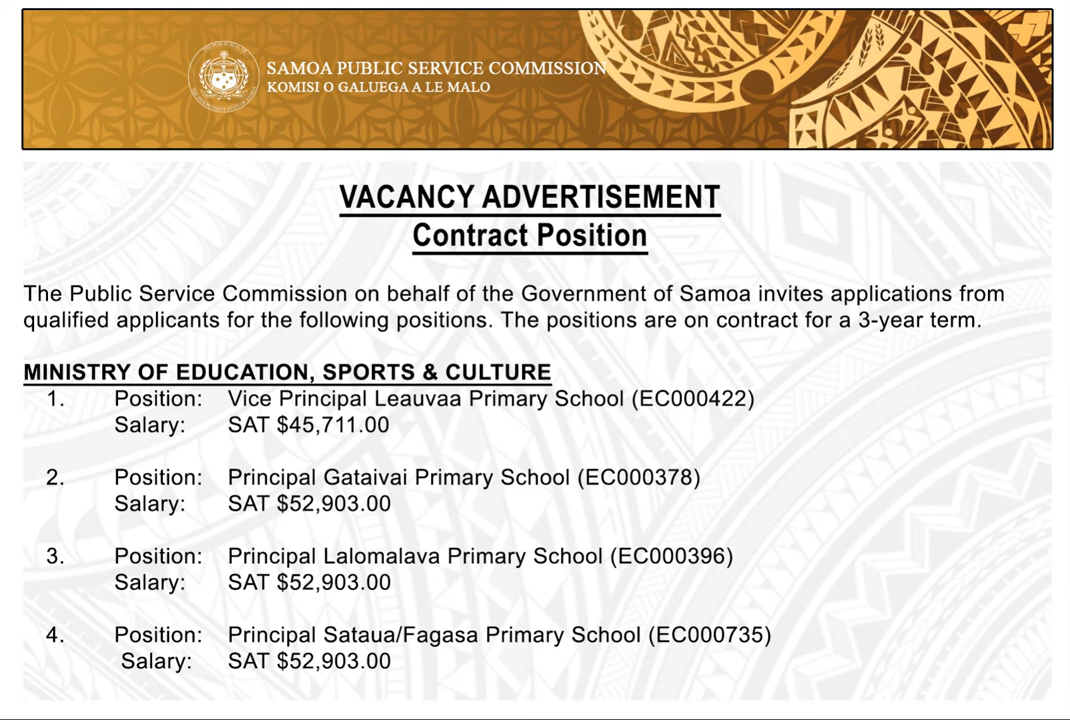 SAMOA PUBLIC SERVICE COMMISSION
KOMISI O GALUEGA A LE MALO
VACANCY ADVERTISEMENT
Contract Position
The Public Service Commission on behalf of the Government of Samoa invites applications from
qualified applicants for the following positions. The positions are on contract for a 3-year term.
MINISTRY OF EDUCATION, SPORTS & CULTURE
1. Position: Vice Principal Leauvaa Primary School (EC000422)
Salary: SAT $45,711.00
2. Position: Principal Gataivai Primary School (EC000378)
Salary: SAT $52,903.00
3. Position: Principal Lalomalava Primary School (EC000396)
Salary: SAT $52,903.00
4. Position: Principal Sataua/Fagasa Primary School (EC000735)
Salary: SAT $52,903.00